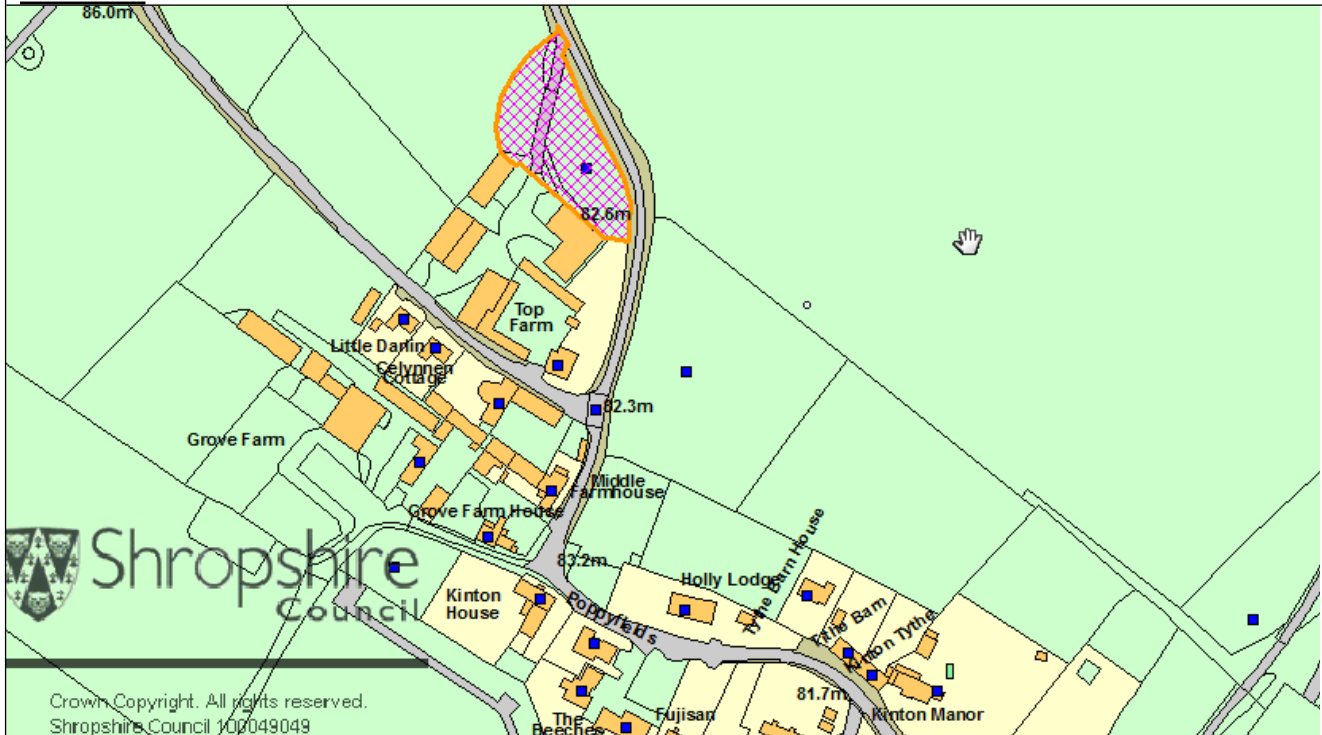 86.0m
82.6m
Top
Farm
Little Darlin
Celynnen
Cottage
82.3m
Grove Farm
Middle
Farmhouse
Grove Farm House
83.2m
Holly Lodge
Tythe Barn House
Kinton
House
Poppyfields
Tithe Barn
Kinton Tythe
81.7m
Kinton Manor
The
Beeches
Fujisan
Shropshire
Council
Crown Copyright. All rights reserved.
Shropshire Council 100049049